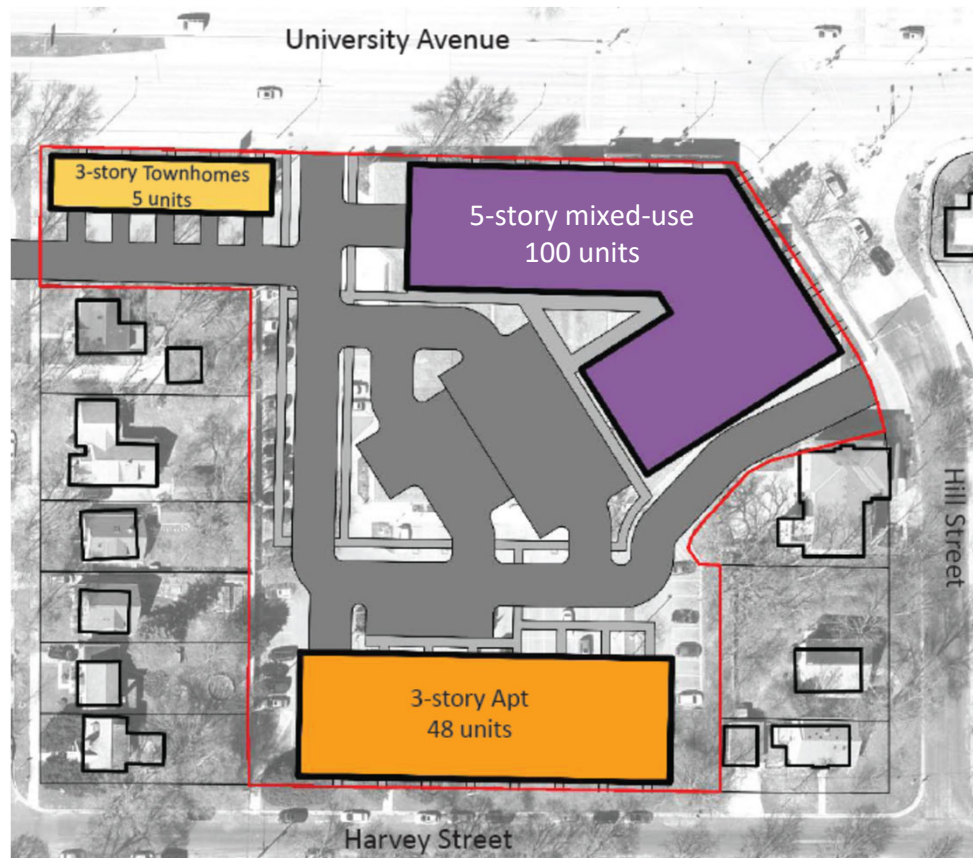 University Avenue
3-story Townhomes
5 units
5-story mixed-use
100 units
Hill Street
3-story Apt
48 units
Harvey Street